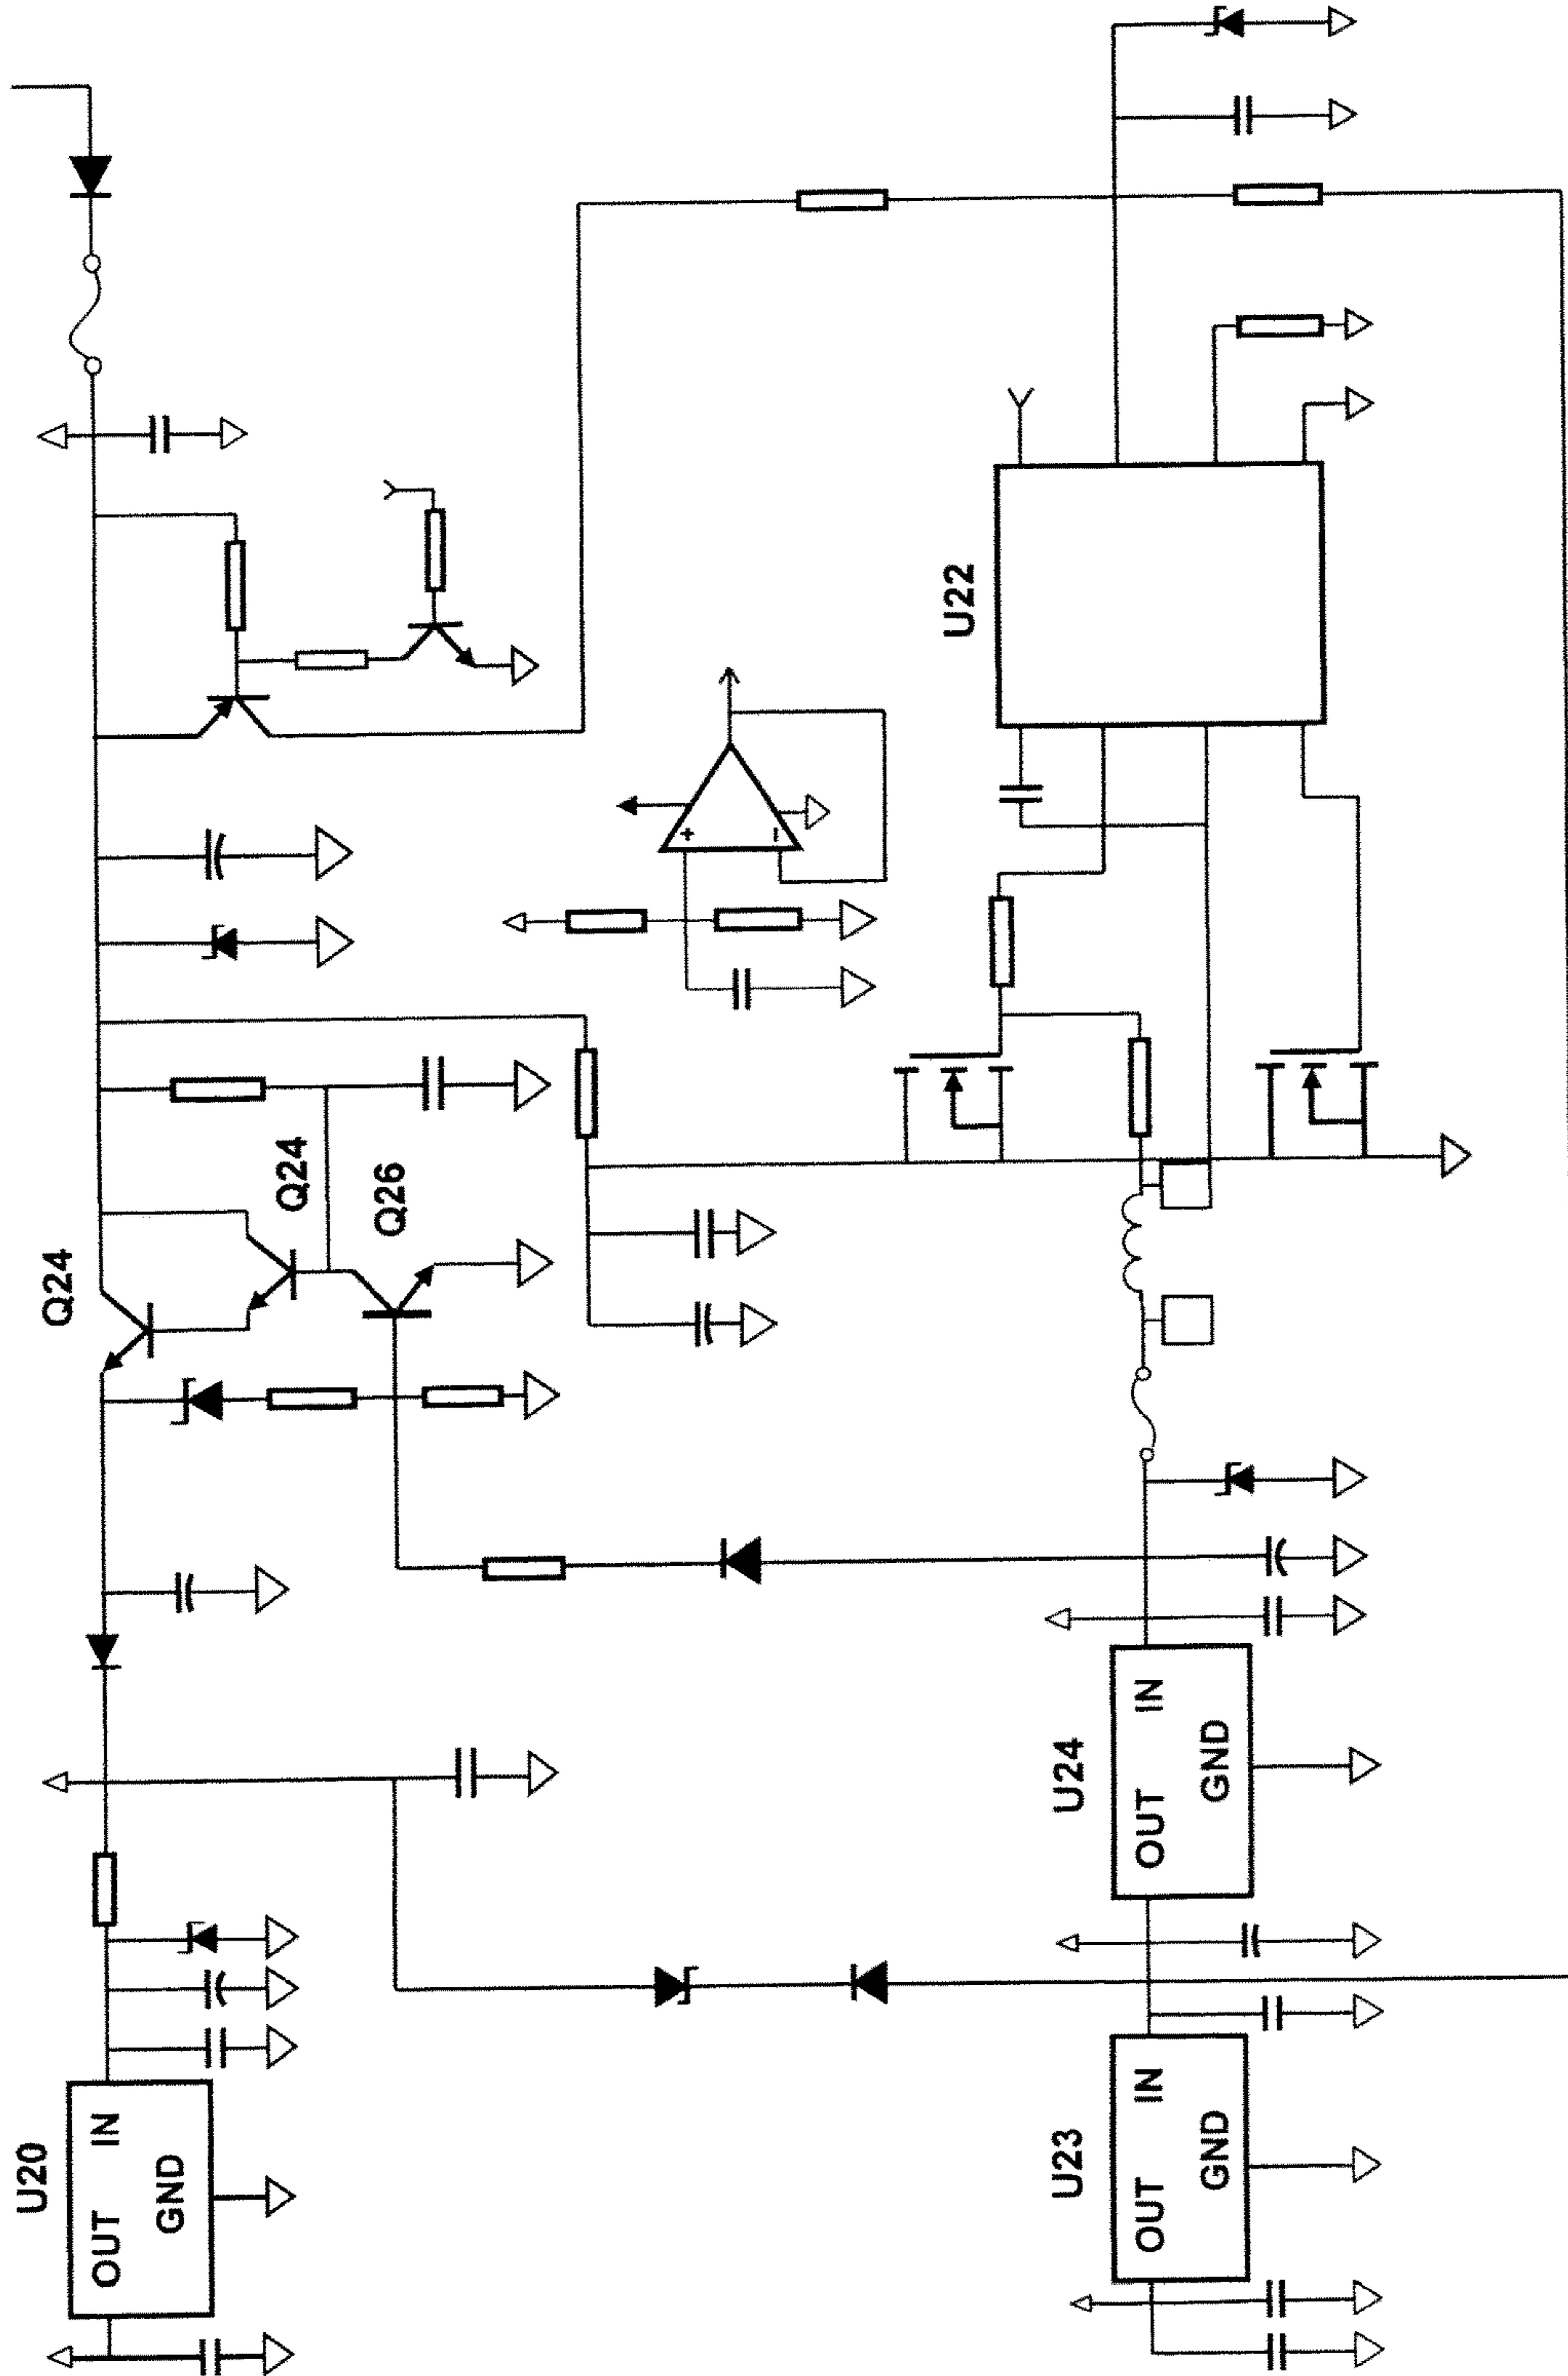 Q24
Q24
Q26
U22
U20
OUT
IN
GND
U24
OUT
IN
GND
U23
OUT
IN
GND
+
–